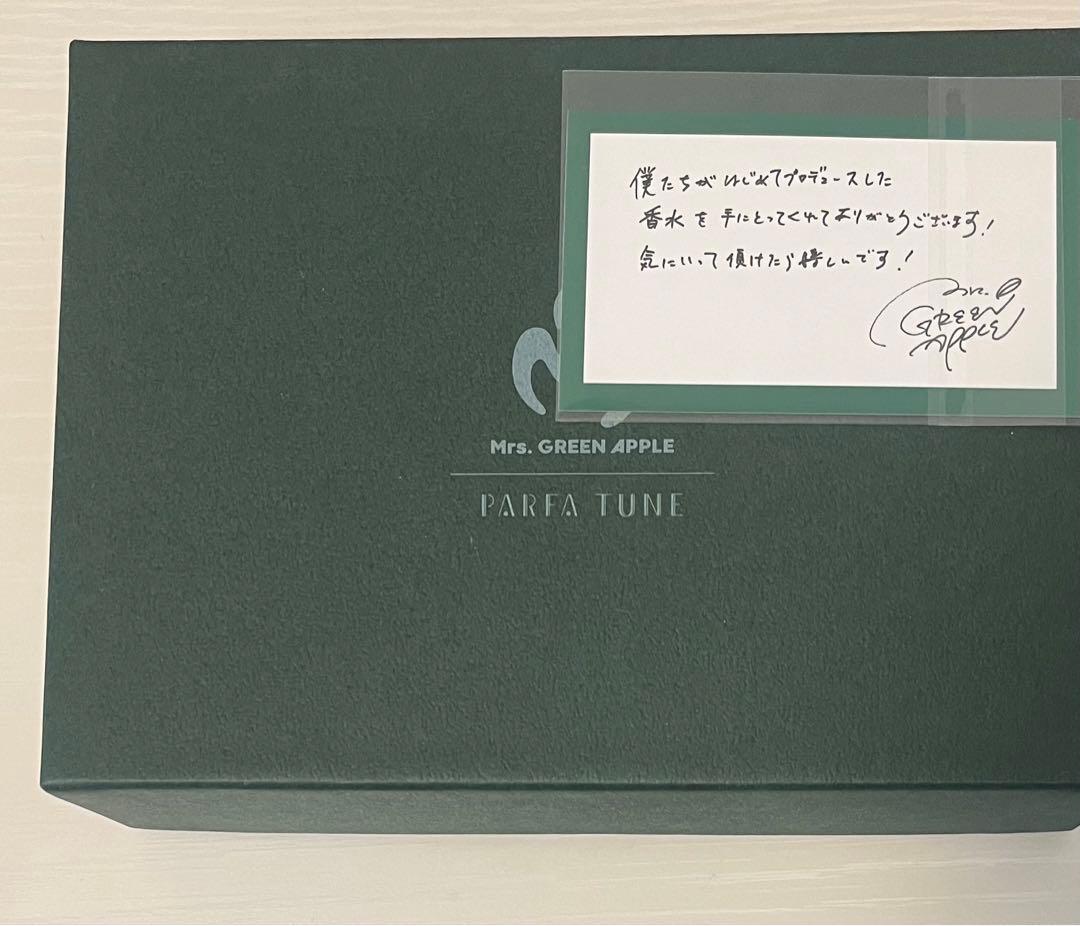 僕たちがはじめてプロデュースした
香水を手にとってくれてありがとうございます!
気にいって頂けたら嬉しいです!
Mrs.
GREEN
APPLE
Mrs. GREEN APPLE
PARFA TUNE